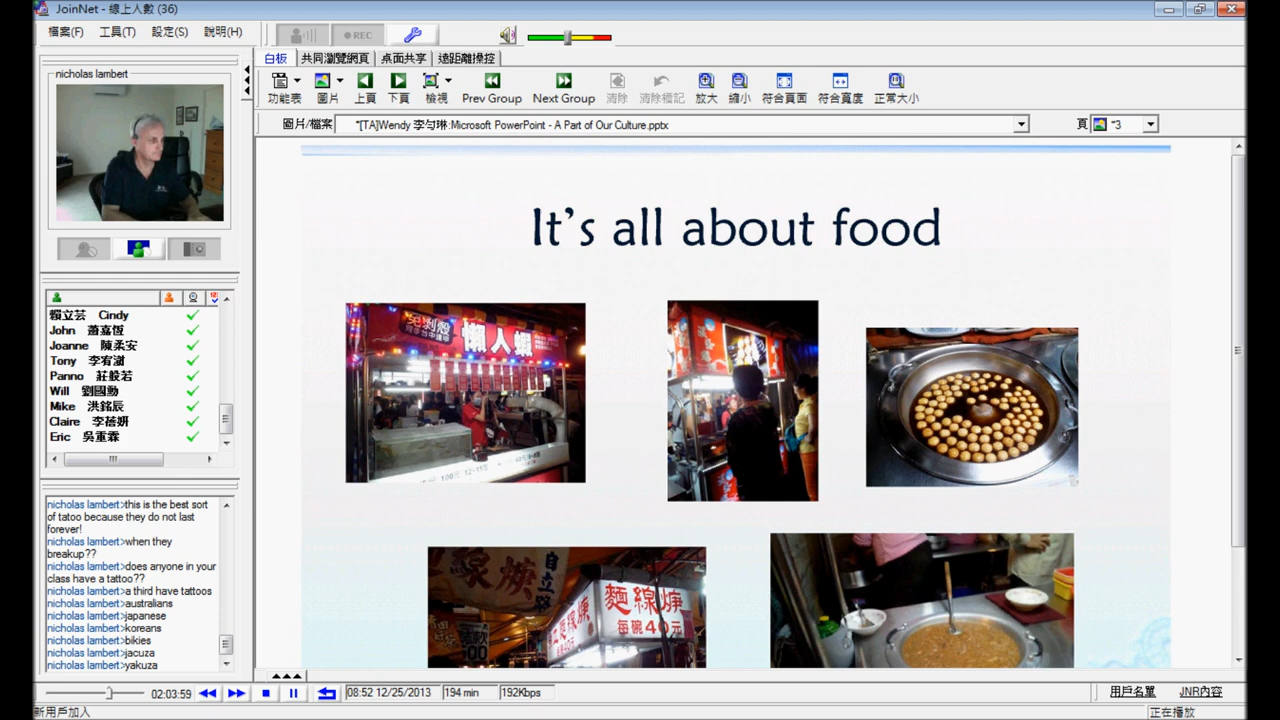 JoinNet - 線上人數 (36)
檔案(F) 工具(T) 設定(S) 說明(H)
REC
nicholas lambert
白板 共同瀏覽網頁 桌面共享 遠距離操控
功能表 圖片 上頁 下頁 檢視 Prev Group Next Group 清除 清除標記 放大 縮小 符合頁面 符合寬度 正常大小
圖片/檔案 *[TA]Wendy 李勻琳:Microsoft PowerPoint - A Part of Our Culture.pptx 頁 *3
It's all about food
懶人蝦
自立路
麵線焿
每碗40元
賴立芸 Cindy
John 蕭嘉恆
Joanne 陳柔安
Tony 李宥澍
Panno 莊般若
Will 劉國勳
Mike 洪銘辰
Claire 李蓓妍
Eric 吳重霖
nicholas lambert>this is the best sort
of tatoo because they do not last
forever!
nicholas lambert>when they
breakup??
nicholas lambert>does anyone in your
class have a tattoo??
nicholas lambert>a third have tattoos
nicholas lambert>australians
nicholas lambert>japanese
nicholas lambert>koreans
nicholas lambert>bikies
nicholas lambert>jacuza
nicholas lambert>yakuza
02:03:59 08:52 12/25/2013 194 min 192Kbps 用戶名單 JNR內容
新用戶加入 正在播放